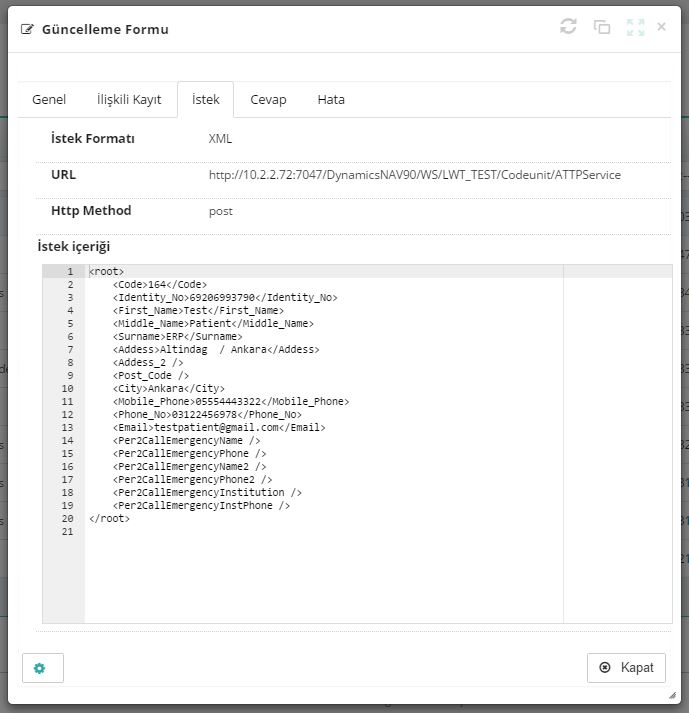 Güncelleme Formu
Genel İlişkili Kayıt İstek Cevap Hata
İstek Formatı XML
URL http://10.2.2.72:7047/DynamicsNAV90/WS/LWT_TEST/Codeunit/ATTPService
Http Method post
İstek içeriği
1 <root>
2 <Code>164</Code>
3 <Identity_No>69206993790</Identity_No>
4 <First_Name>Test</First_Name>
5 <Middle_Name>Patient</Middle_Name>
6 <Surname>ERP</Surname>
7 <Addess>Altindag  / Ankara</Addess>
8 <Addess_2 />
9 <Post_Code />
10 <City>Ankara</City>
11 <Mobile_Phone>05554443322</Mobile_Phone>
12 <Phone_No>03122456978</Phone_No>
13 <Email>testpatient@gmail.com</Email>
14 <Per2CallEmergencyName />
15 <Per2CallEmergencyPhone />
16 <Per2CallEmergencyName2 />
17 <Per2CallEmergencyPhone2 />
18 <Per2CallEmergencyInstitution />
19 <Per2CallEmergencyInstPhone />
20 </root>
21
Kapat